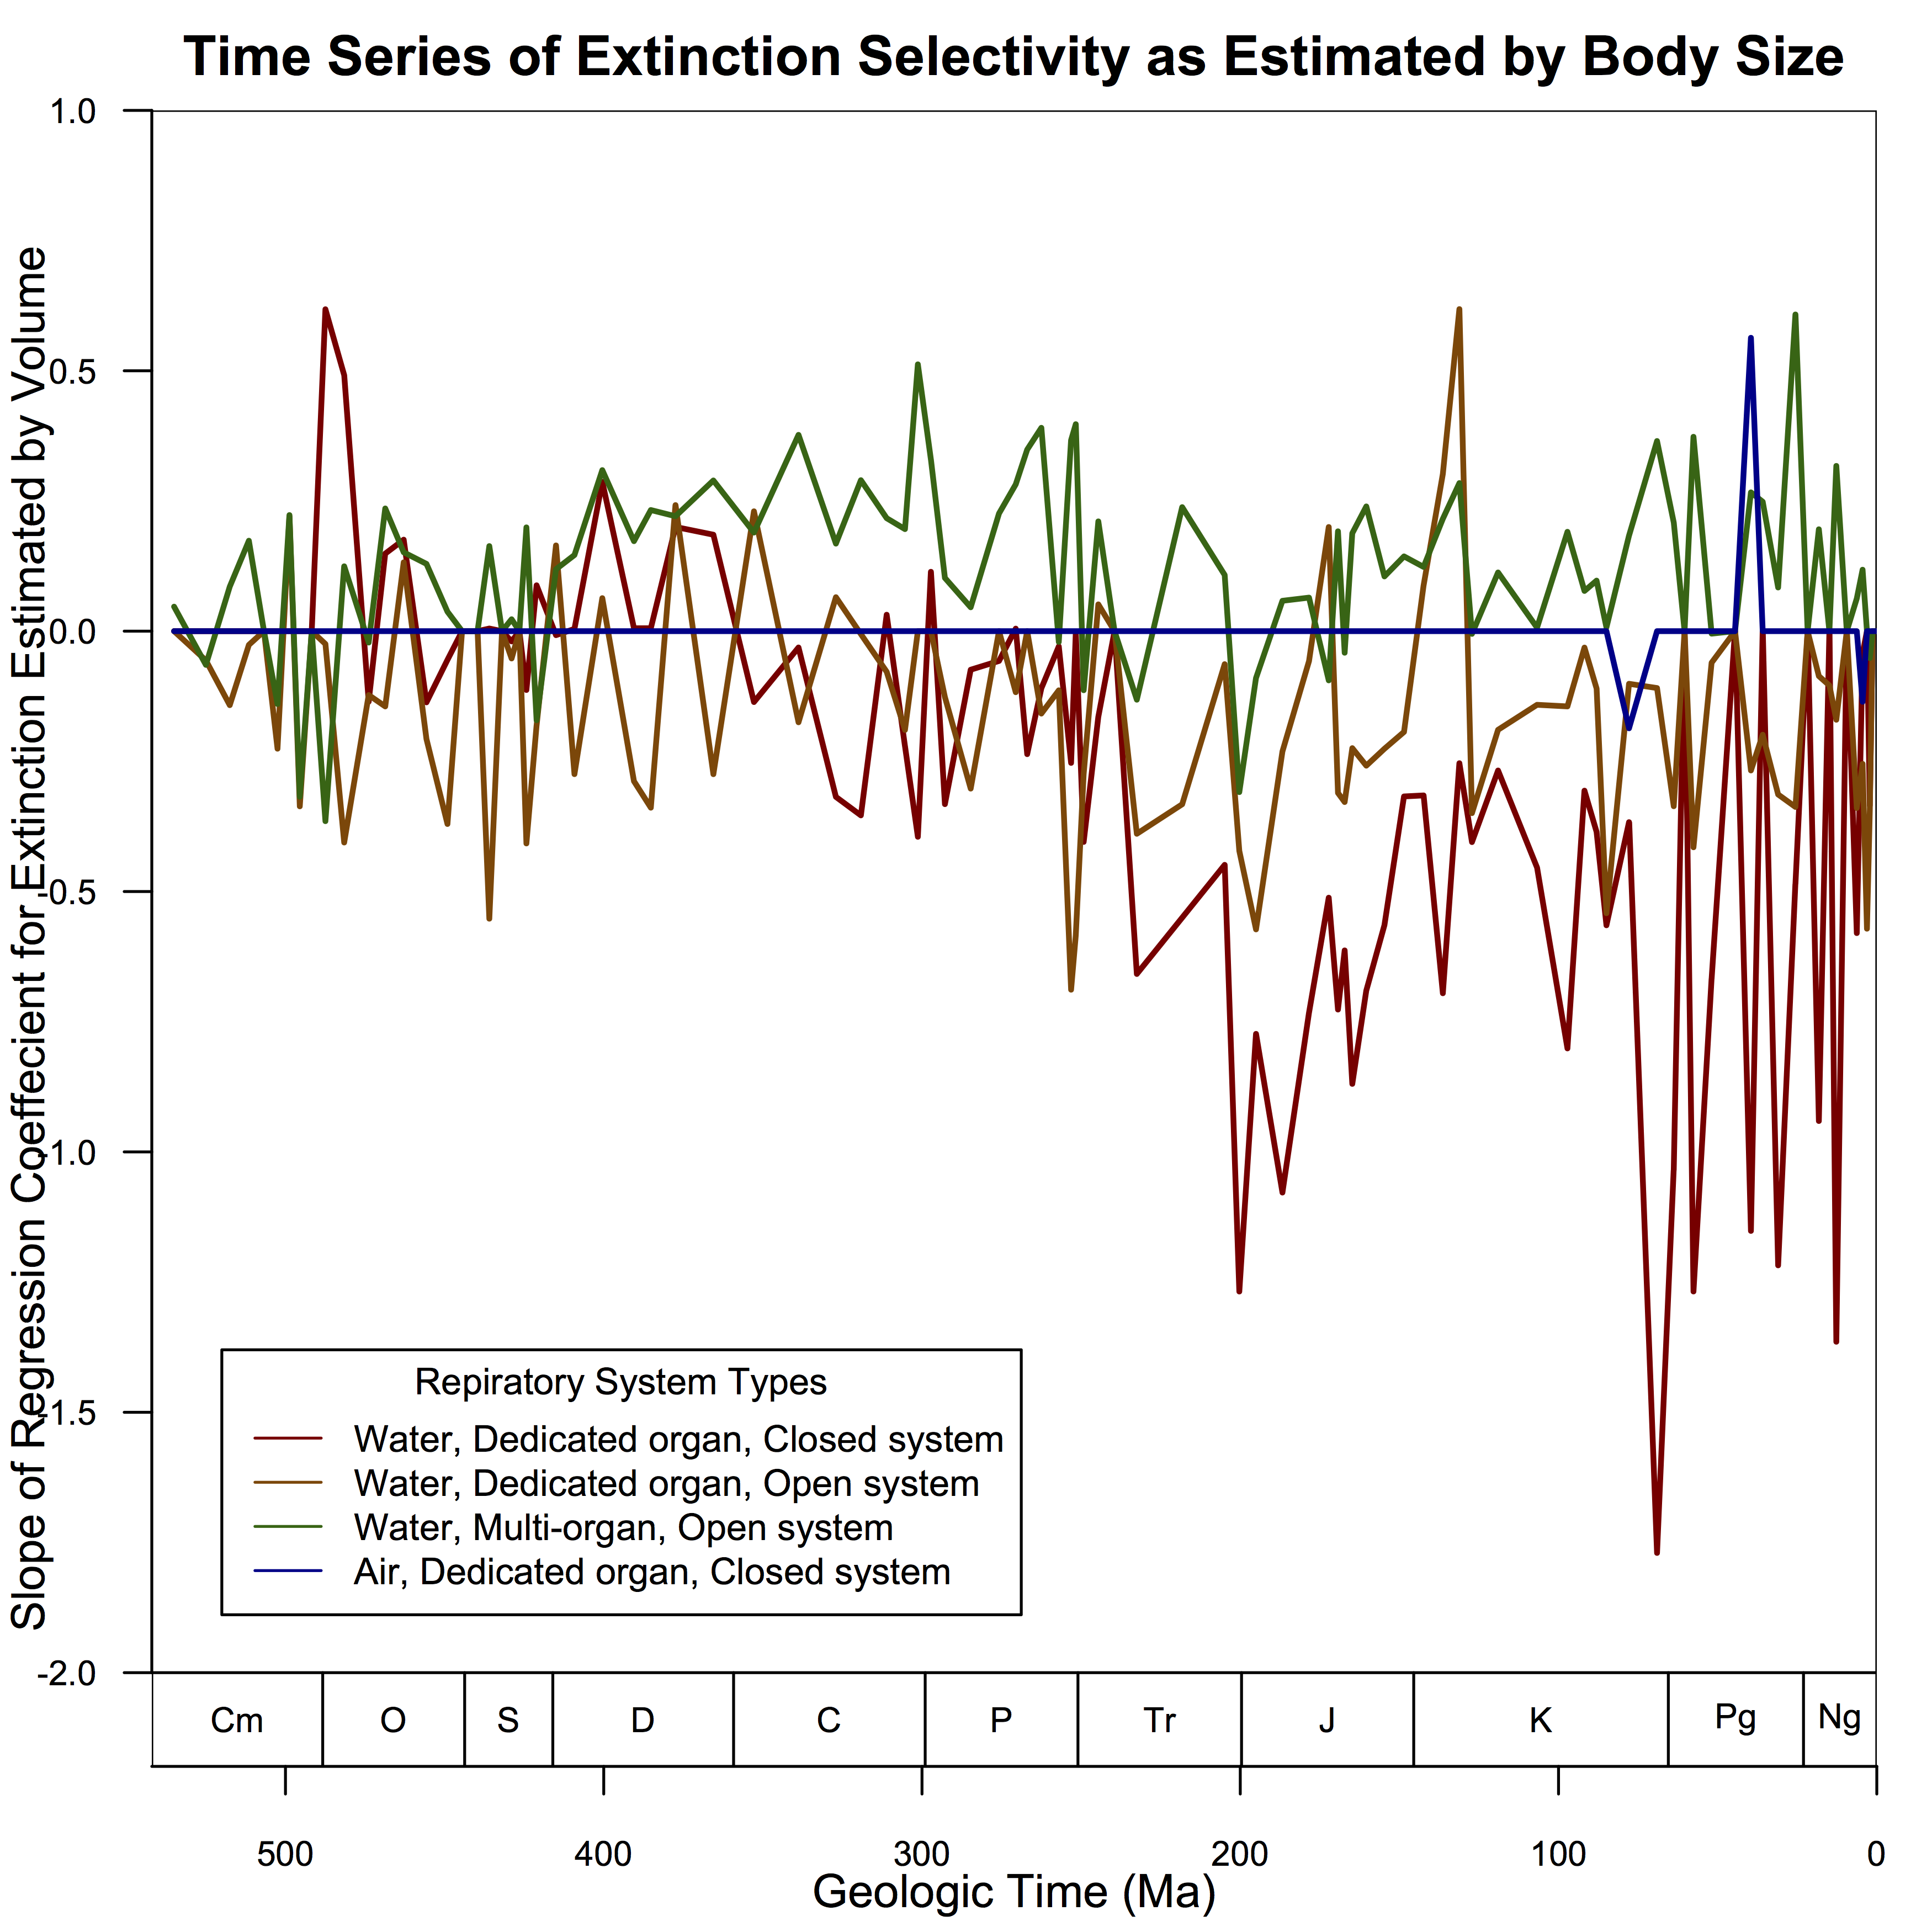 Time Series of Extinction Selectivity as Estimated by Body Size
Slope of Regression Coeffecient for Extinction Estimated by Volume
1.0
0.5
0.0
-0.5
-1.0
-1.5
-2.0
Repiratory System Types
Water, Dedicated organ, Closed system
Water, Dedicated organ, Open system
Water, Multi-organ, Open system
Air, Dedicated organ, Closed system
Cm O S D C P Tr J K Pg Ng
500 400 300 200 100 0
Geologic Time (Ma)